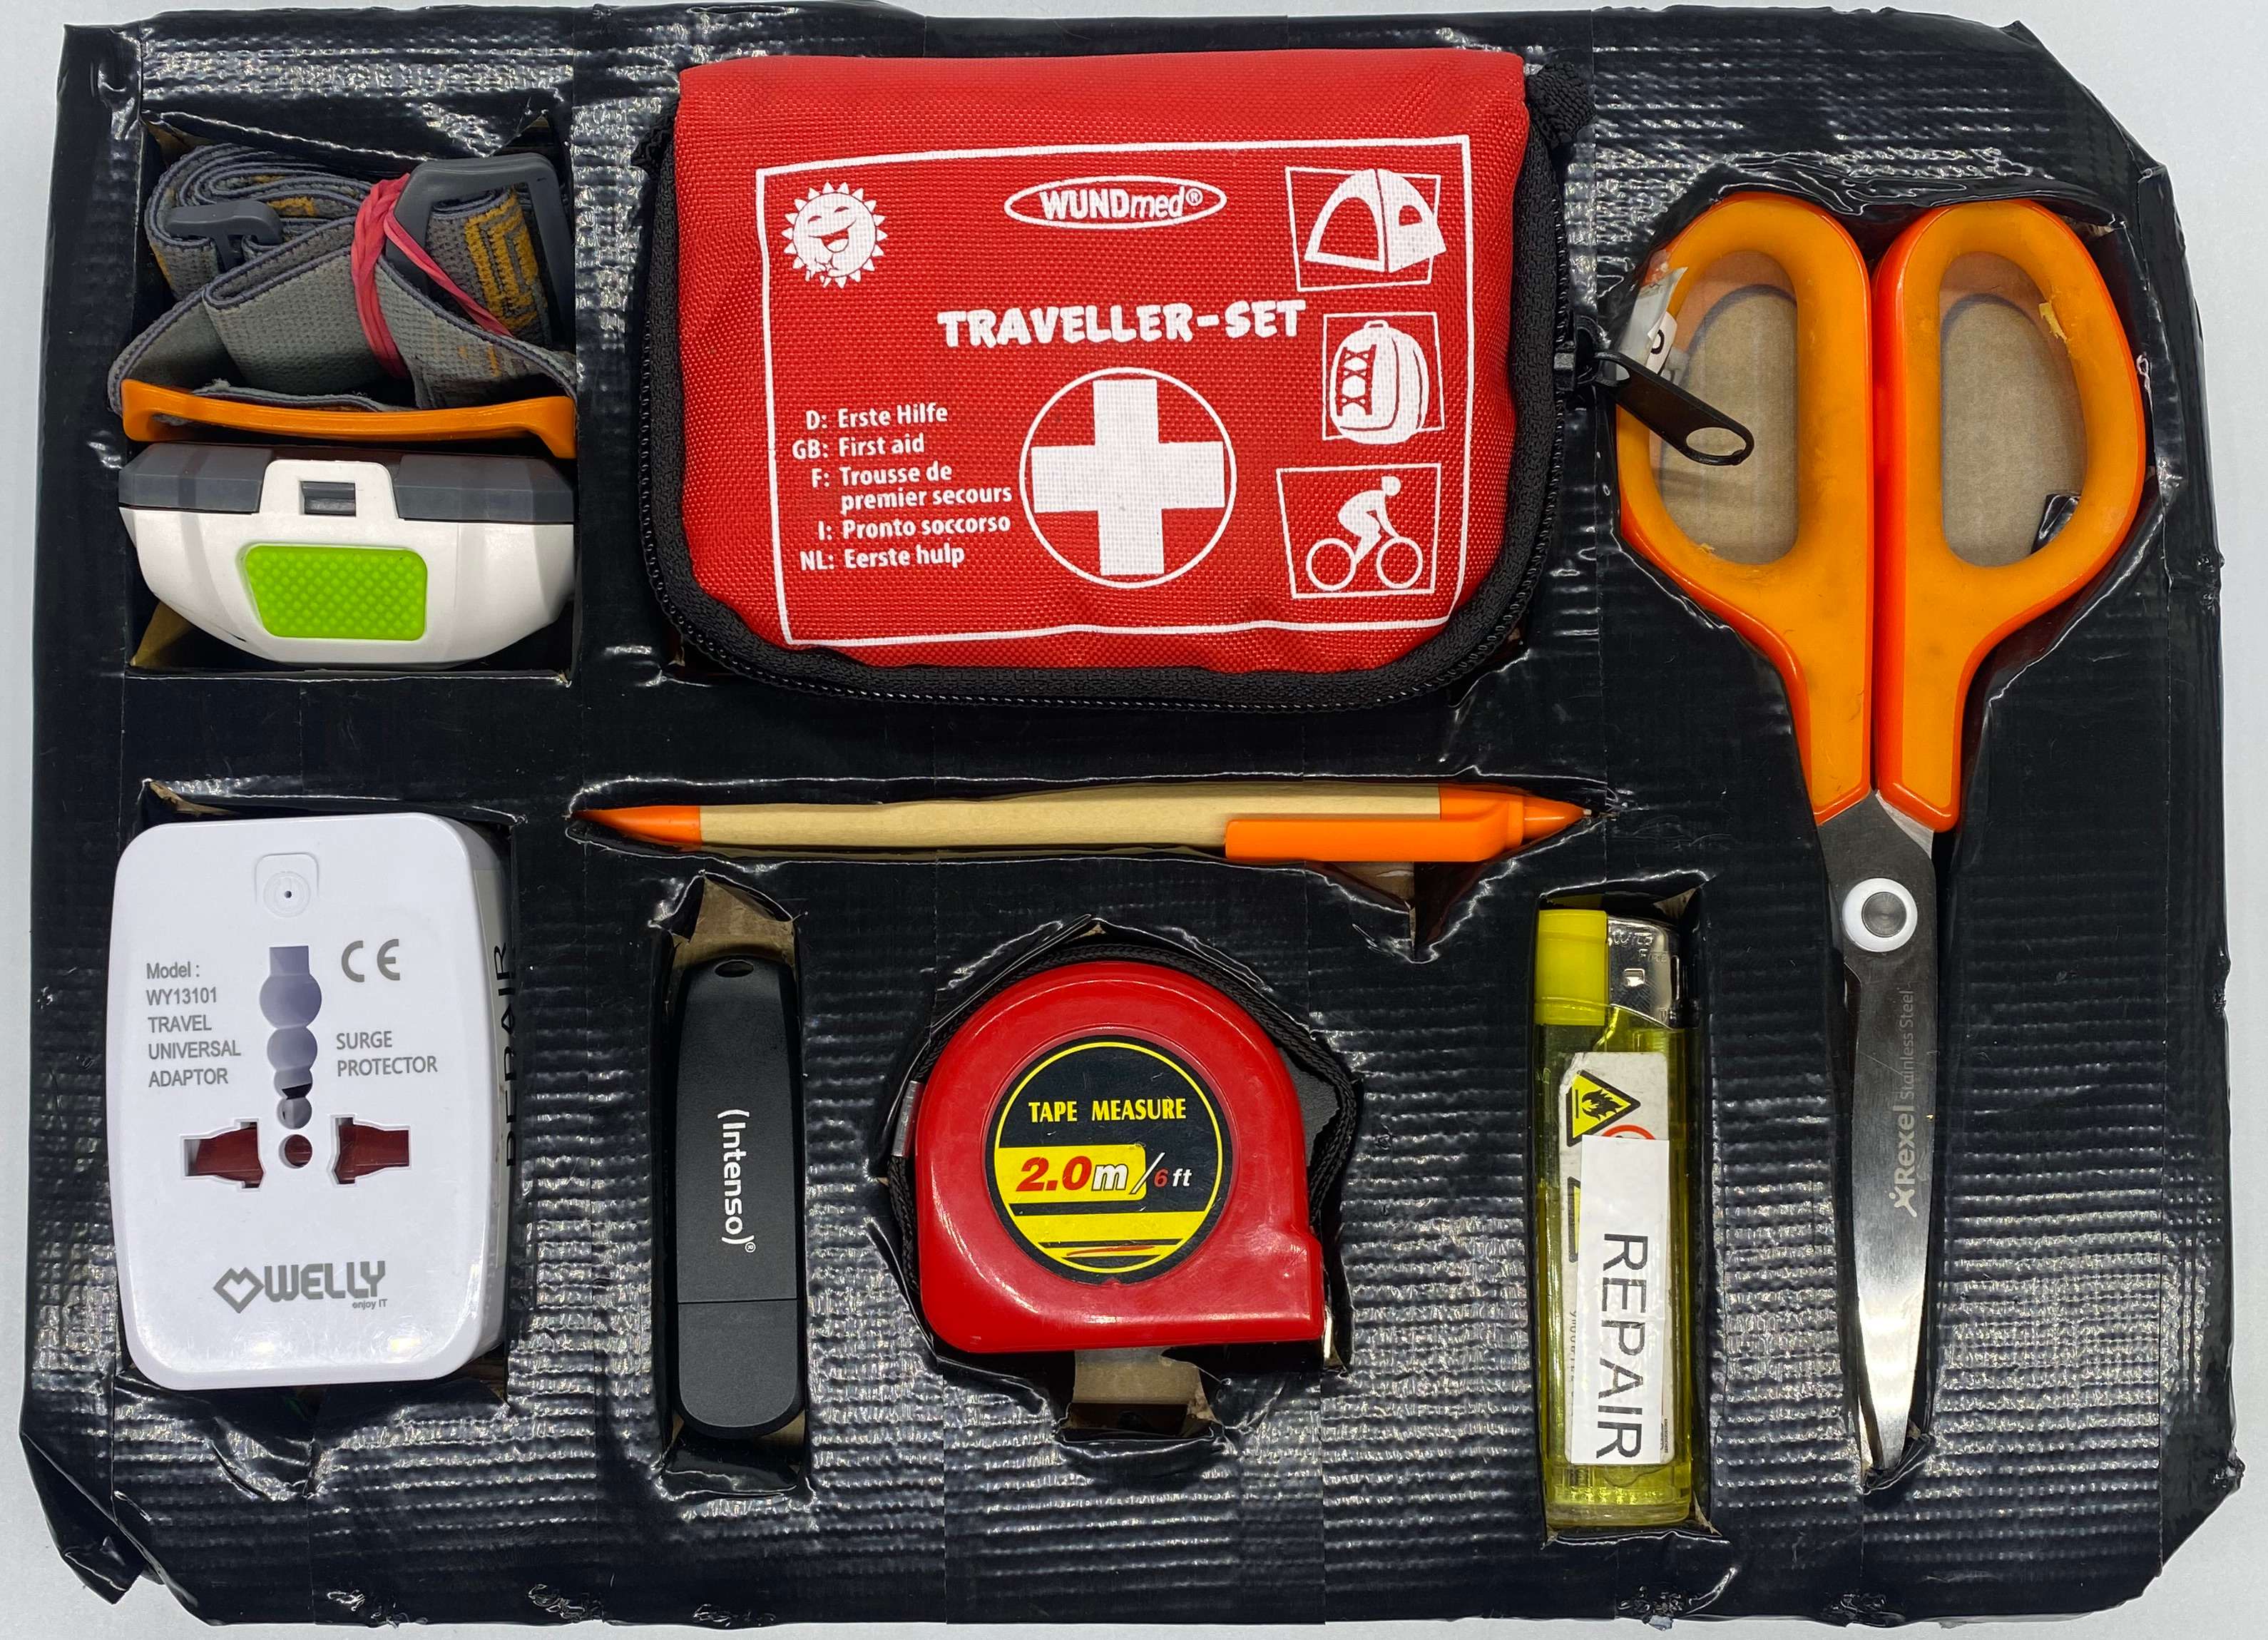 WUNDmed®
TRAVELLER-SET
D: Erste Hilfe
GB: First aid
F: Trousse de
premier secours
I: Pronto soccorso
NL: Eerste hulp
Model :
WY13101
TRAVEL
UNIVERSAL
ADAPTOR
CE
SURGE
PROTECTOR
WELLY
enjoy IT
REPAIR
(intenso)®
TAPE MEASURE
2.0m/6ft
REPAIR
Rexel Stainless Steel